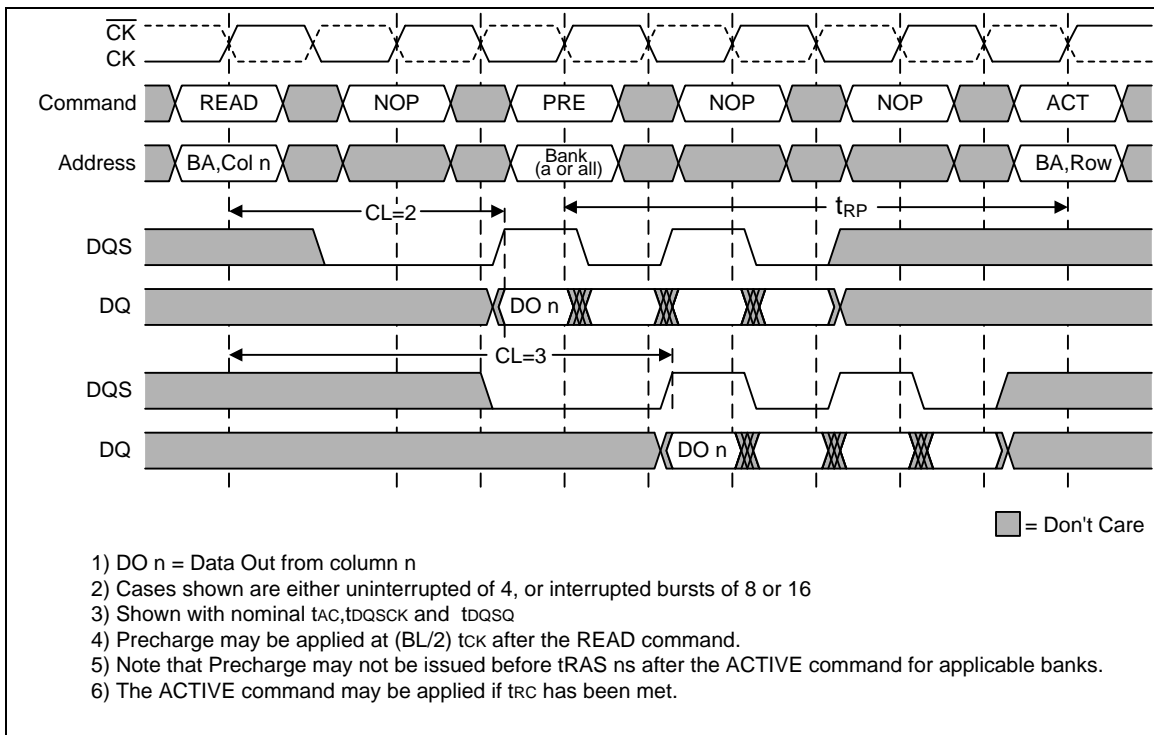 CK
CK
Command READ NOP PRE NOP NOP ACT
Address BA,Col n Bank (a or all) BA,Row
CL=2 tRP
DQS
DQ DO n
CL=3
DQS
DQ DO n
= Don't Care
1) DO n = Data Out from column n
2) Cases shown are either uninterrupted of 4, or interrupted bursts of 8 or 16
3) Shown with nominal tAC,tDQSCK and tDQSQ
4) Precharge may be applied at (BL/2) tCK after the READ command.
5) Note that Precharge may not be issued before tRAS ns after the ACTIVE command for applicable banks.
6) The ACTIVE command may be applied if tRC has been met.